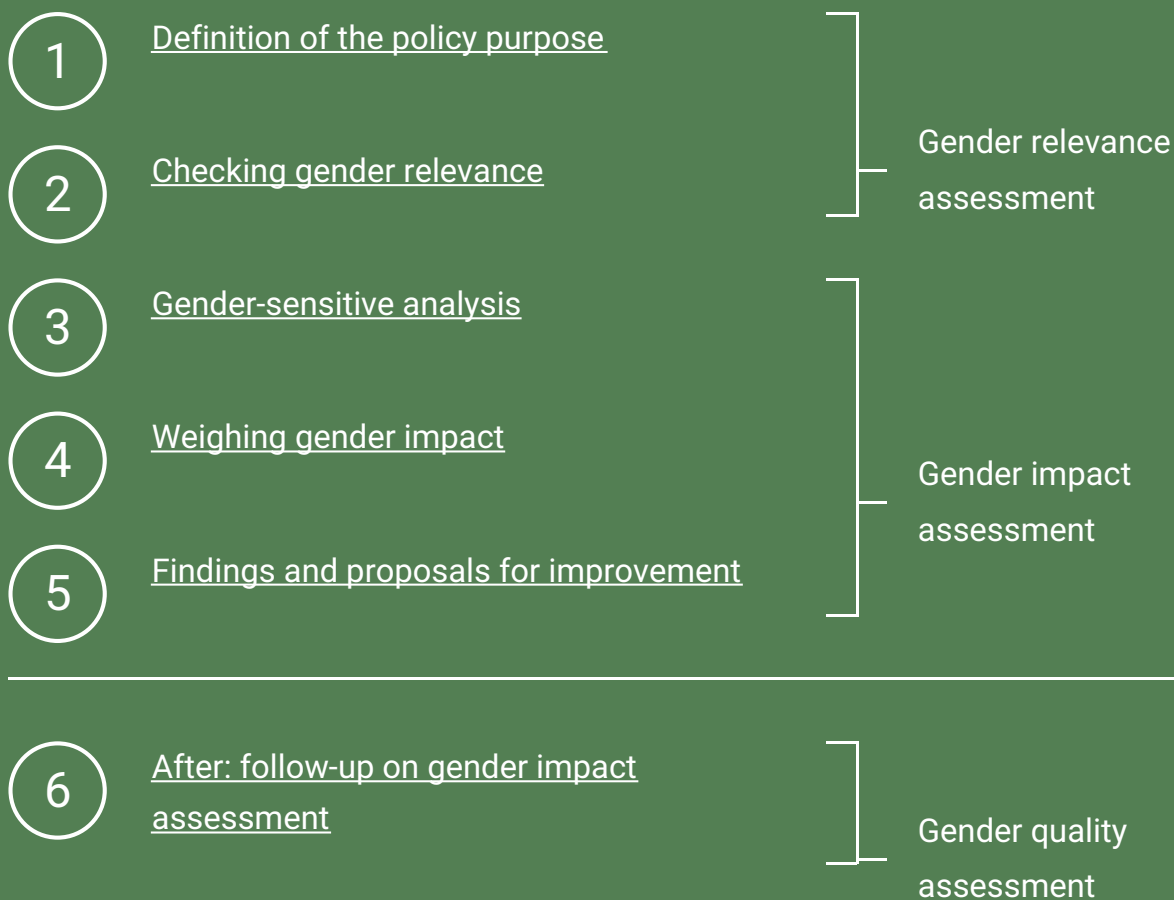 1
Definition of the policy purpose
2
Checking gender relevance
Gender relevance
assessment
3
Gender-sensitive analysis
4
Weighing gender impact
5
Findings and proposals for improvement
Gender impact
assessment
6
After: follow-up on gender impact
assessment
Gender quality
assessment